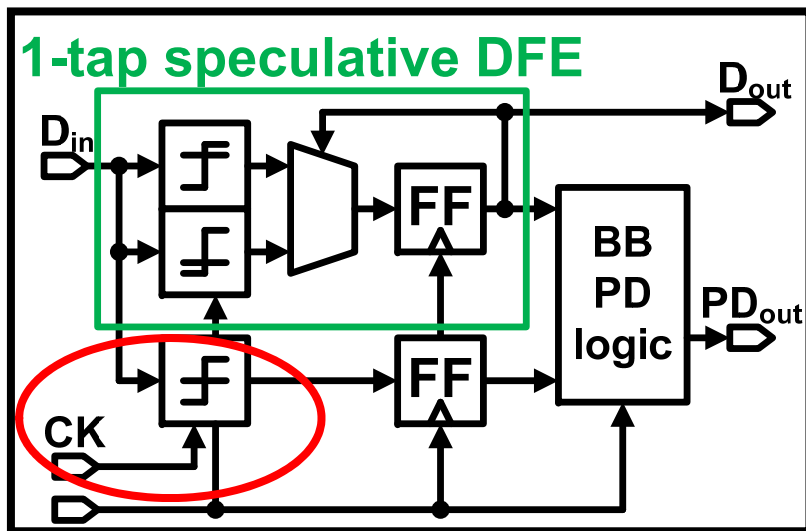 1-tap speculative DFE
Dout
Din
FF
BB
PD
logic
PDout
FF
CK